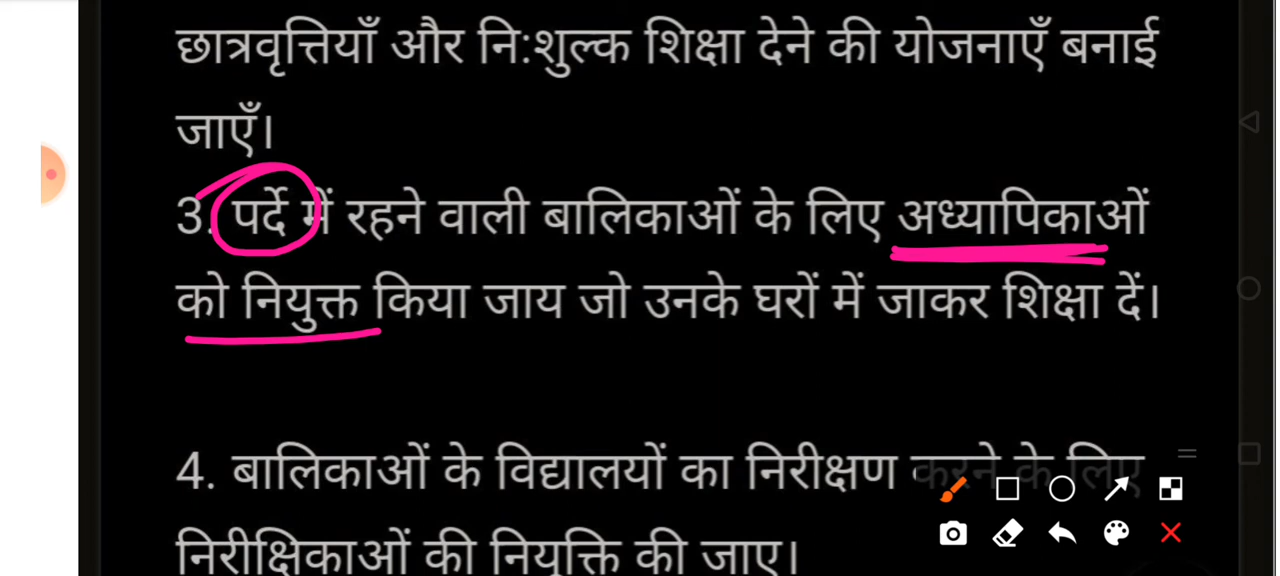 छात्रवृत्तियाँ और नि:शुल्क शिक्षा देने की योजनाएँ बनाई
जाएँ।
3. पर्दे में रहने वाली बालिकाओं के लिए अध्यापिकाओं
को नियुक्त किया जाय जो उनके घरों में जाकर शिक्षा दें।
4. बालिकाओं के विद्यालयों का निरीक्षण करने के लिए
निरीक्षिकाओं की नियुक्ति की जाए।